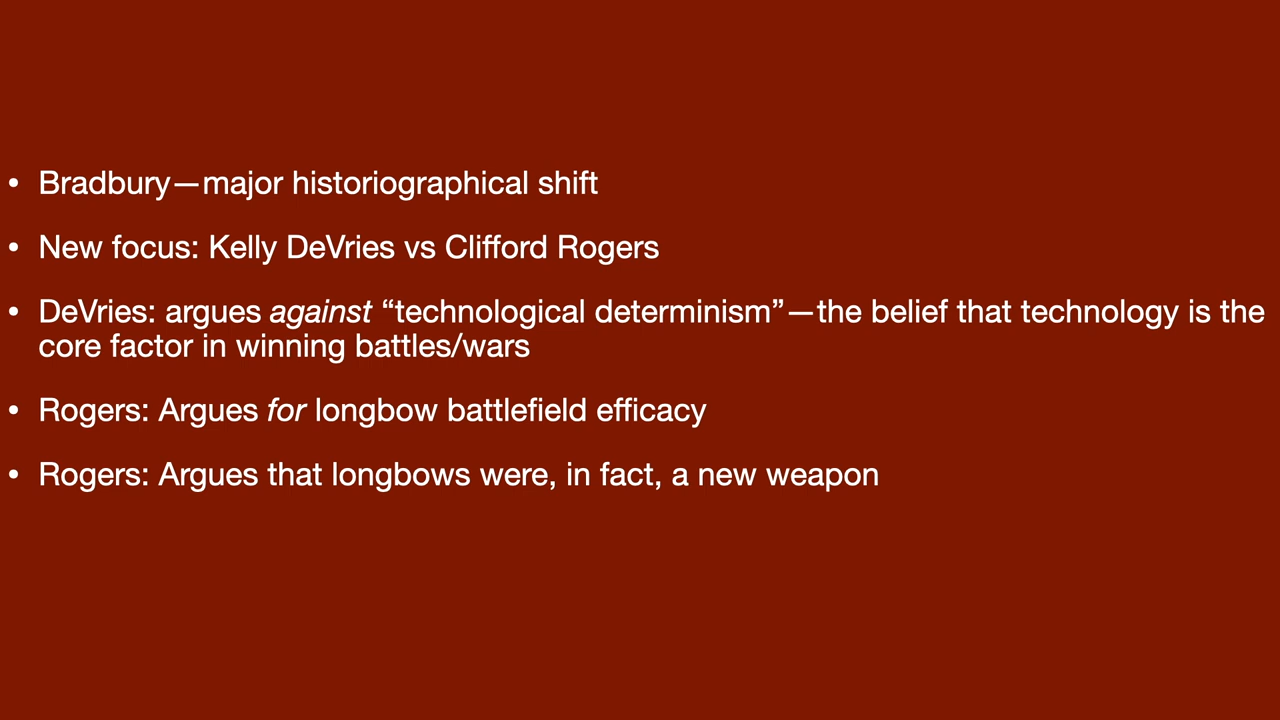 • Bradbury—major historiographical shift
• New focus: Kelly DeVries vs Clifford Rogers
• DeVries: argues against “technological determinism”—the belief that technology is the
core factor in winning battles/wars
• Rogers: Argues for longbow battlefield efficacy
• Rogers: Argues that longbows were, in fact, a new weapon